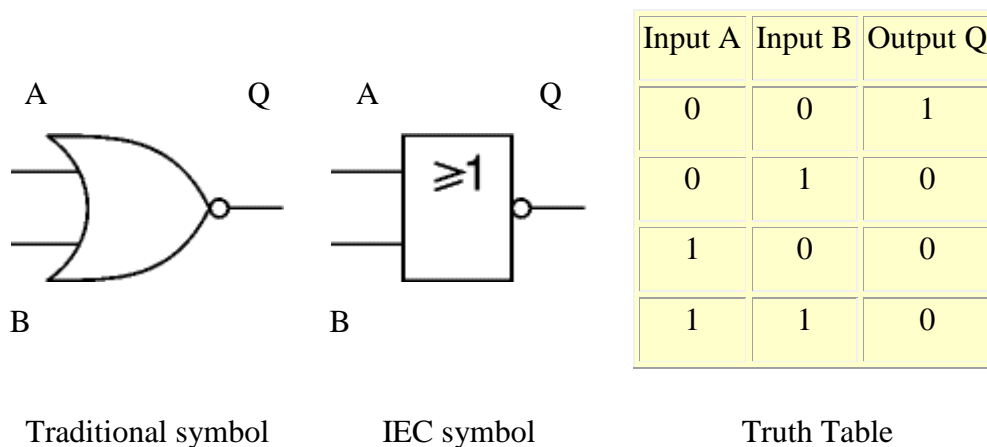 Input A Input B Output Q
A Q A Q
0 0 1
≥1
0 1 0
1 0 0
B B
1 1 0
Traditional symbol IEC symbol Truth Table